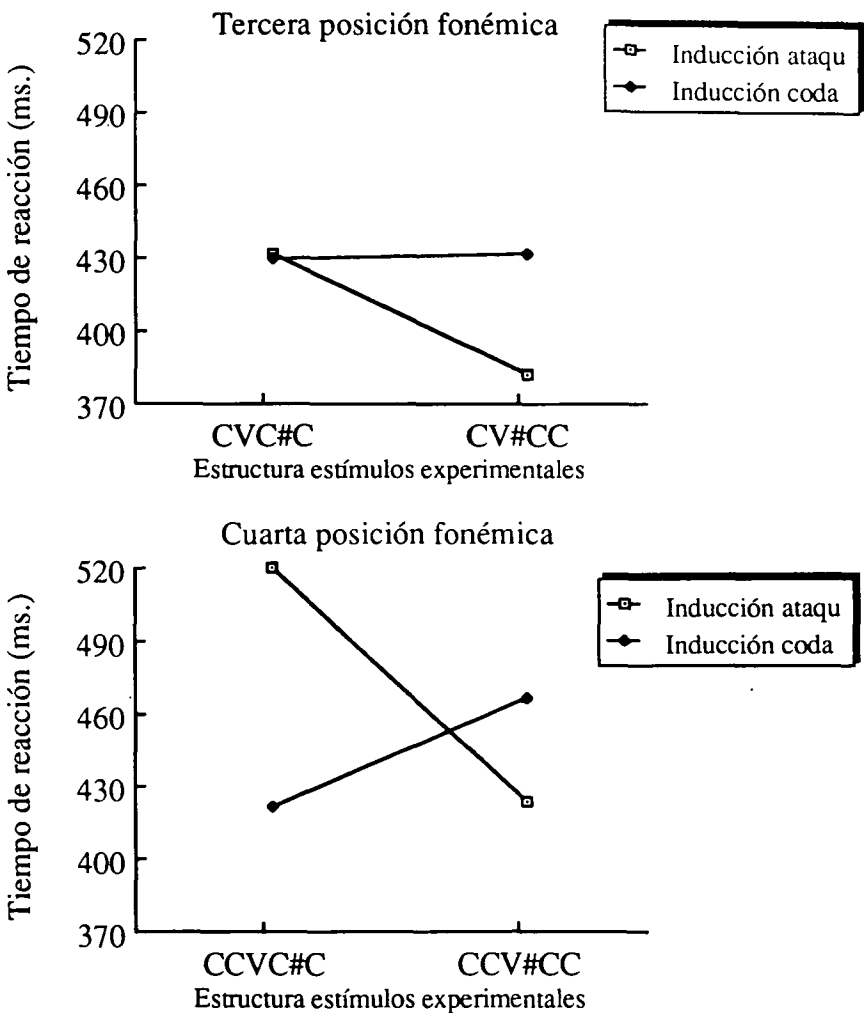 Tercera posición fonémica
Inducción ataqu
Inducción coda
Tiempo de reacción (ms.)
520
490
460
430
400
370
CVC#C CV#CC
Estructura estímulos experimentales
Cuarta posición fonémica
Inducción ataqu
Inducción coda
Tiempo de reacción (ms.)
520
490
460
430
400
370
CCVC#C CCV#CC
Estructura estímulos experimentales